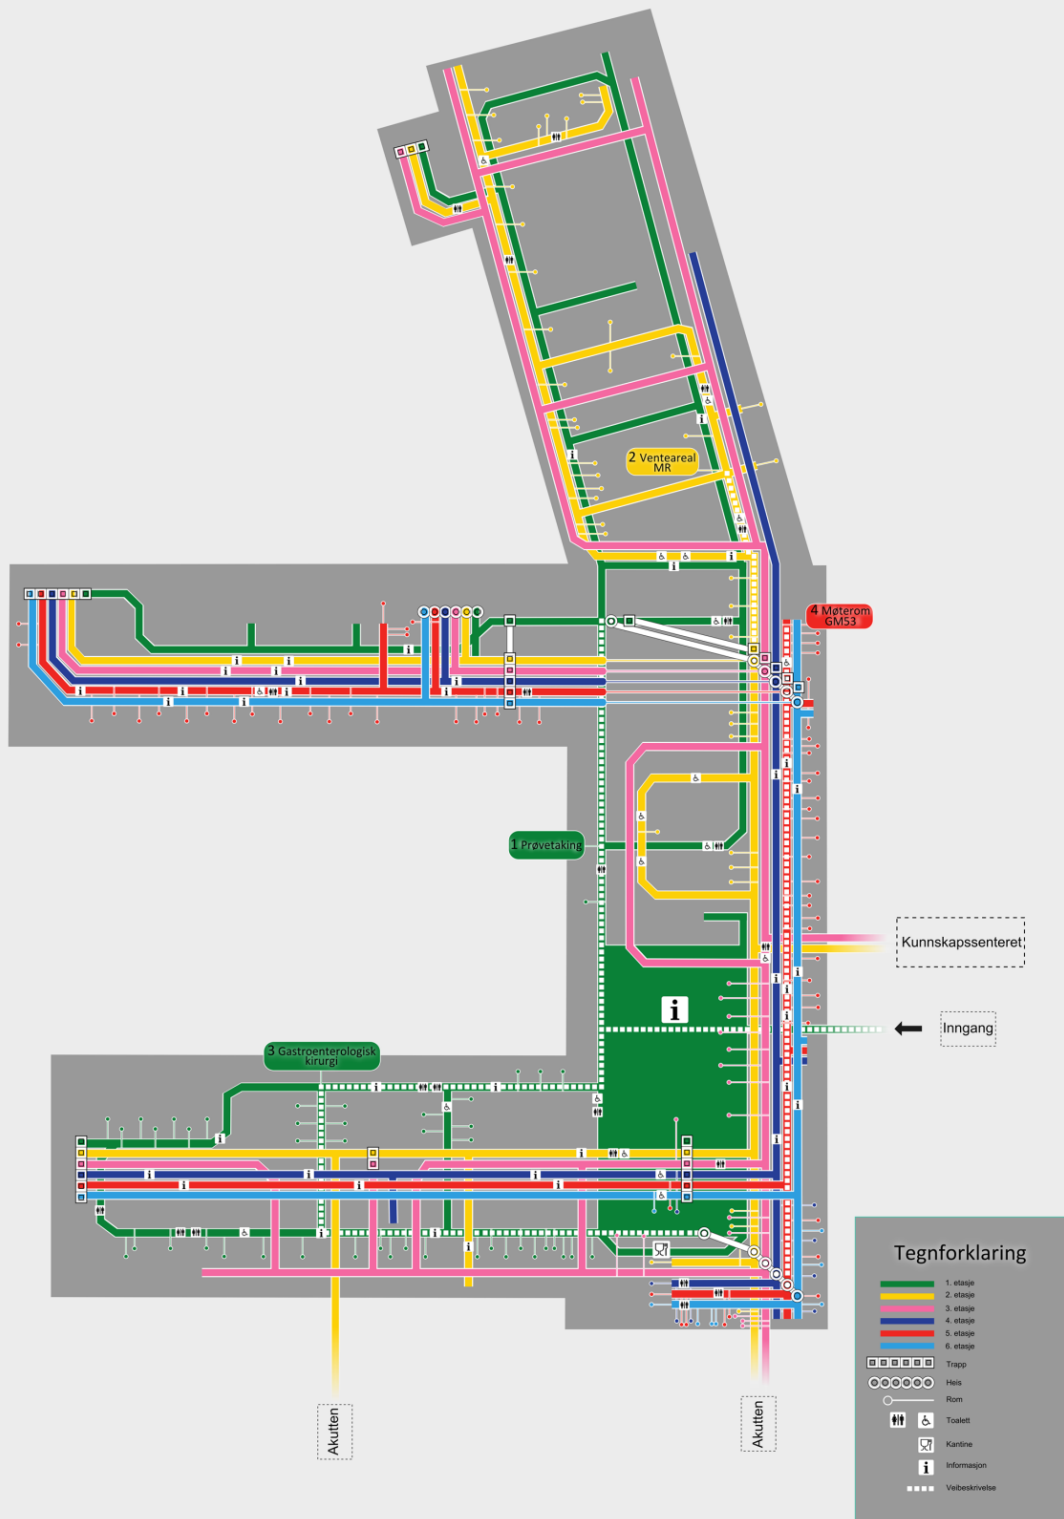 2 Venteareal
MR
4 Møterom
GM53
1 Prøvetaking
Kunnskapssenteret
Inngang
3 Gastroenterologisk
kirurgi
Akutten
Akutten
Tegnforklaring
1. etasje
2. etasje
3. etasje
4. etasje
5. etasje
6. etasje
Trapp
Heis
Rom
Toalett
Kantine
Informasjon
Veibeskrivelse